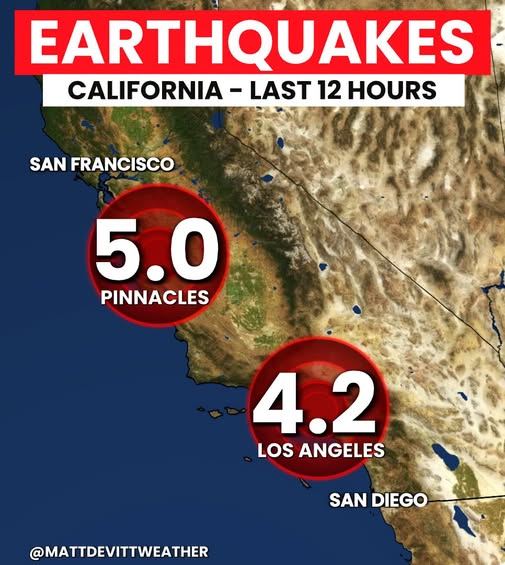 EARTHQUAKES
CALIFORNIA - LAST 12 HOURS
SAN FRANCISCO
5.0
PINNACLES
4.2
LOS ANGELES
SAN DIEGO
@MATTDEVITTWEATHER